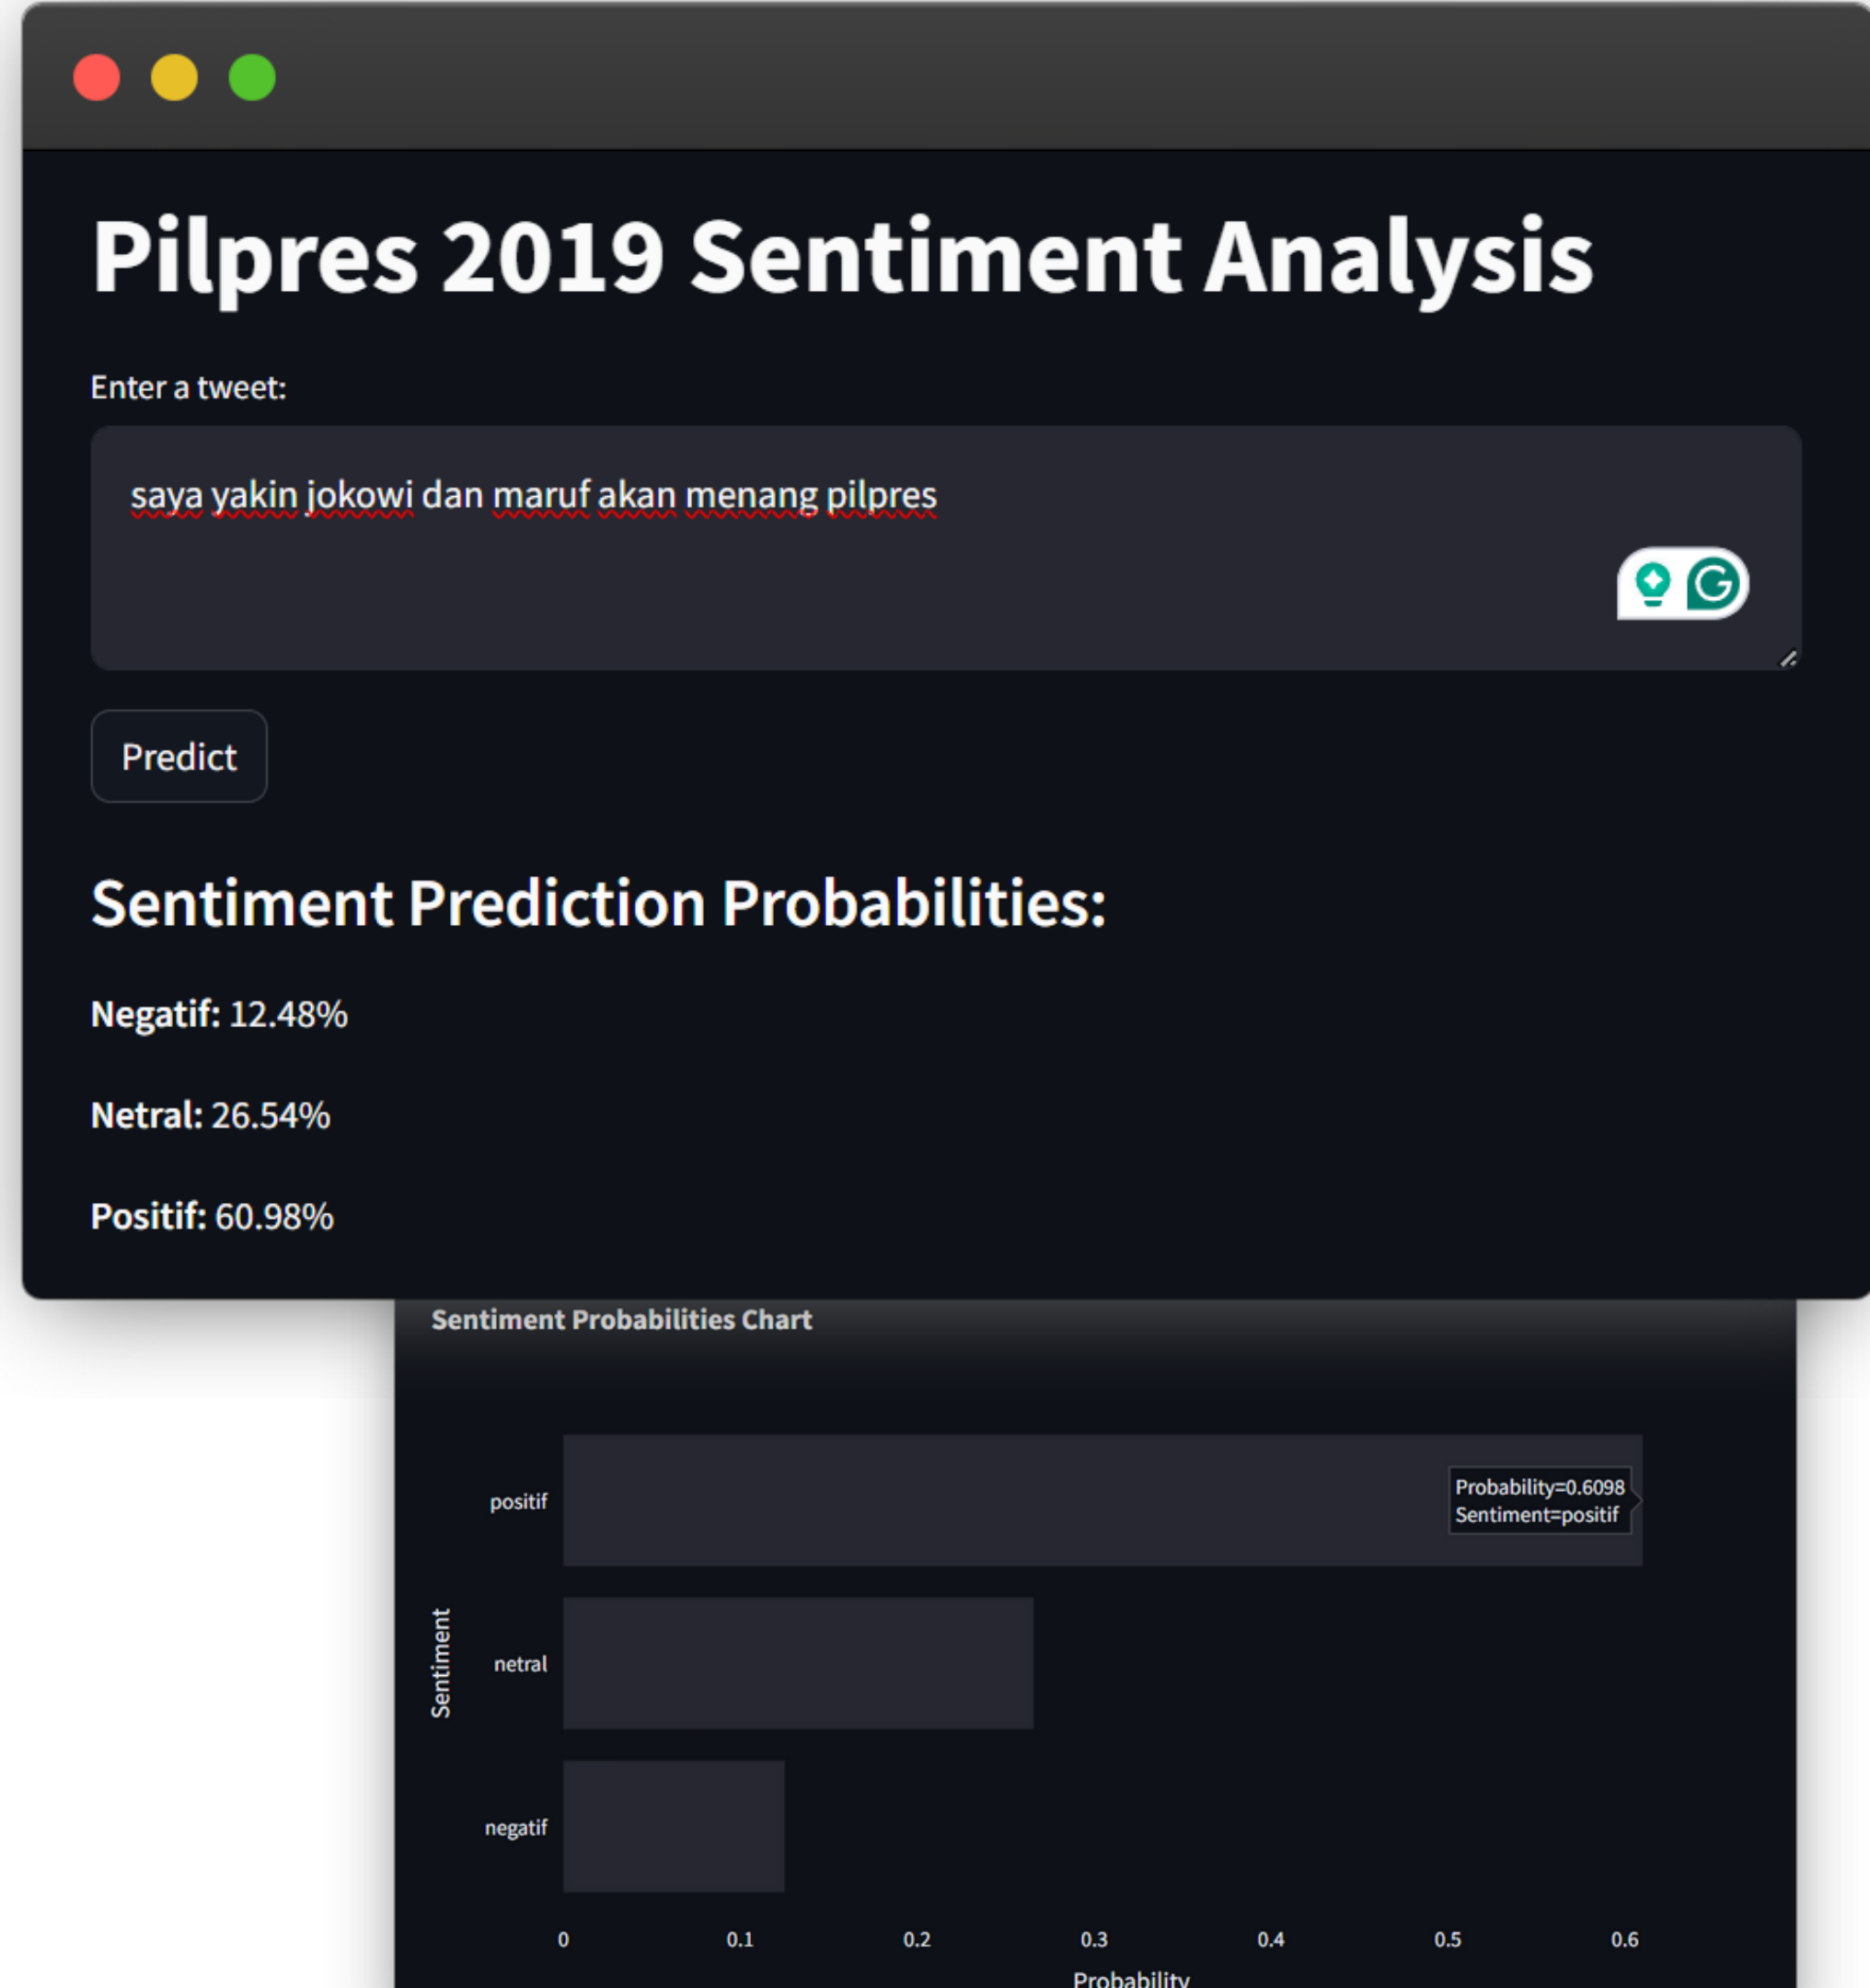 Pilpres 2019 Sentiment Analysis
Enter a tweet:
saya yakin jokowi dan maruf akan menang pilpres
Predict
Sentiment Prediction Probabilities:
Negatif: 12.48%
Netral: 26.54%
Positif: 60.98%
Sentiment Probabilities Chart
positif
Probability=0.6098
Sentiment=positif
Sentiment
netral
negatif
0 0.1 0.2 0.3 0.4 0.5 0.6
Probability